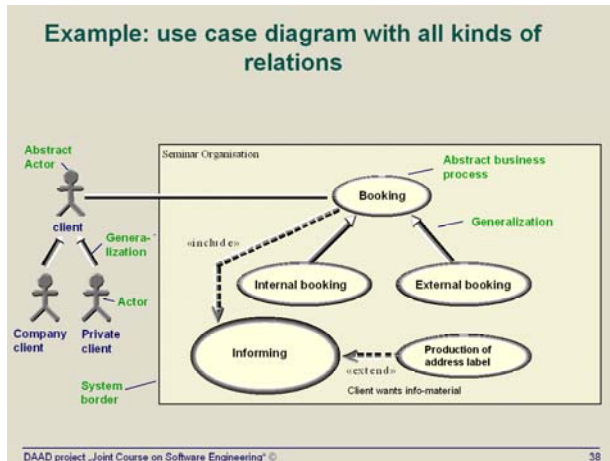 Example: use case diagram with all kinds of
relations
Abstract
Actor
Seminar Organisation
Abstract business
process
Booking
client
Genera-
lization
«include»
Generalization
Internal booking
External booking
Actor
Company
client
Private
client
Informing
Production of
address label
«extend»
Client wants info-material
System
border
DAAD project „Joint Course on Software Engineering“ ©
38